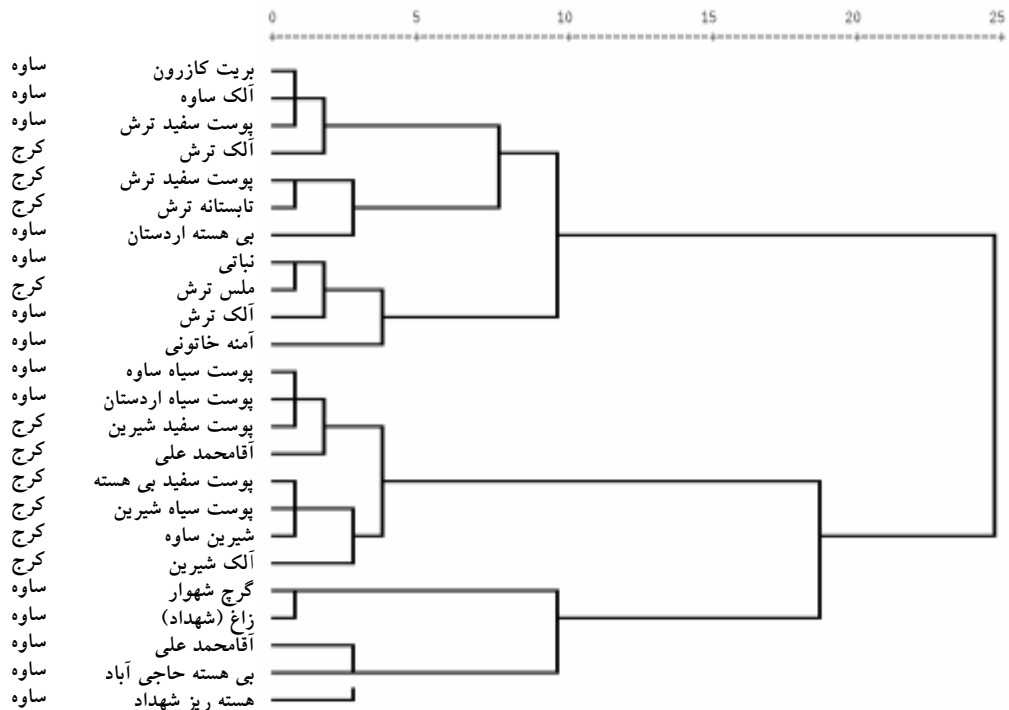 0 5 10 15 20 25
بریت کازرون ساوه
آلک ساوه ساوه
پوست سفید ترش ساوه
آلک ترش کرج
پوست سفید ترش کرج
تابستانه ترش کرج
بی هسته اردستان ساوه
نباتی ساوه
ملس ترش کرج
آلک ترش ساوه
آمنه خاتونی ساوه
پوست سیاه ساوه ساوه
پوست سیاه اردستان ساوه
پوست سفید شیرین کرج
آقامحمد علی کرج
پوست سفید بی هسته کرج
پوست سیاه شیرین کرج
شیرین ساوه کرج
آلک شیرین کرج
گرچ شهوار ساوه
زاغ (شهداد) ساوه
آقامحمد علی ساوه
بی هسته حاجی آباد ساوه
هسته ریز شهداد ساوه